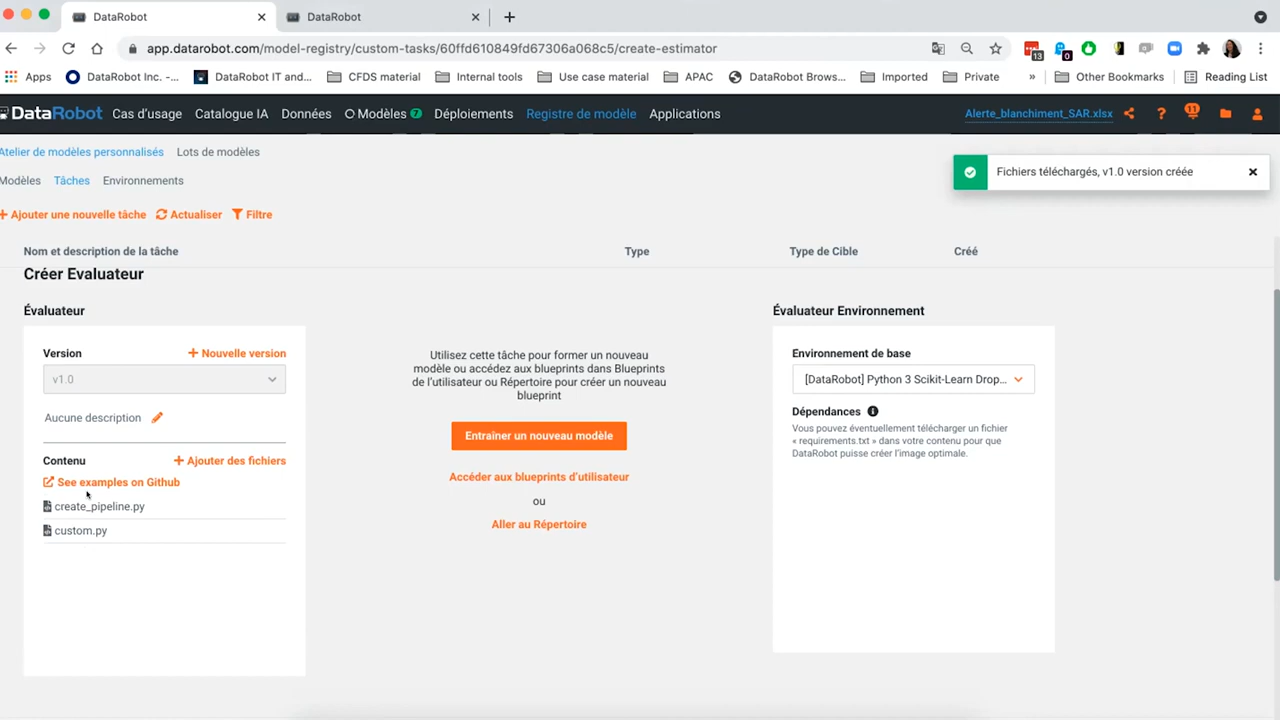 DataRobot
DataRobot
app.datarobot.com/model-registry/custom-tasks/60ffd610849fd67306a068c5/create-estimator
13
0
Apps
DataRobot Inc. -...
DataRobot IT and...
CFDS material
Internal tools
Use case material
APAC
DataRobot Brows...
Imported
Private
»
Other Bookmarks
Reading List
DataRobot
Cas d'usage
Catalogue IA
Données
O Modèles 7
Déploiements
Registre de modèle
Applications
Alerte_blanchiment_SAR.xlsx
?
11
Atelier de modèles personnalisés
Lots de modèles
Modèles
Tâches
Environnements
Fichiers téléchargés, v1.0 version créée
+ Ajouter une nouvelle tâche
Actualiser
Filtre
Nom et description de la tâche
Type
Type de Cible
Créé
Créer Evaluateur
Évaluateur
Version
+ Nouvelle version
v1.0
Aucune description
Contenu
+ Ajouter des fichiers
See examples on Github
create_pipeline.py
custom.py
Utilisez cette tâche pour former un nouveau
modèle ou accédez aux blueprints dans Blueprints
de l'utilisateur ou Répertoire pour créer un nouveau
blueprint
Entraîner un nouveau modèle
Accéder aux blueprints d'utilisateur
ou
Aller au Répertoire
Évaluateur Environnement
Environnement de base
[DataRobot] Python 3 Scikit-Learn Drop...
Dépendances
Vous pouvez éventuellement télécharger un fichier
« requirements.txt » dans votre contenu pour que
DataRobot puisse créer l'image optimale.